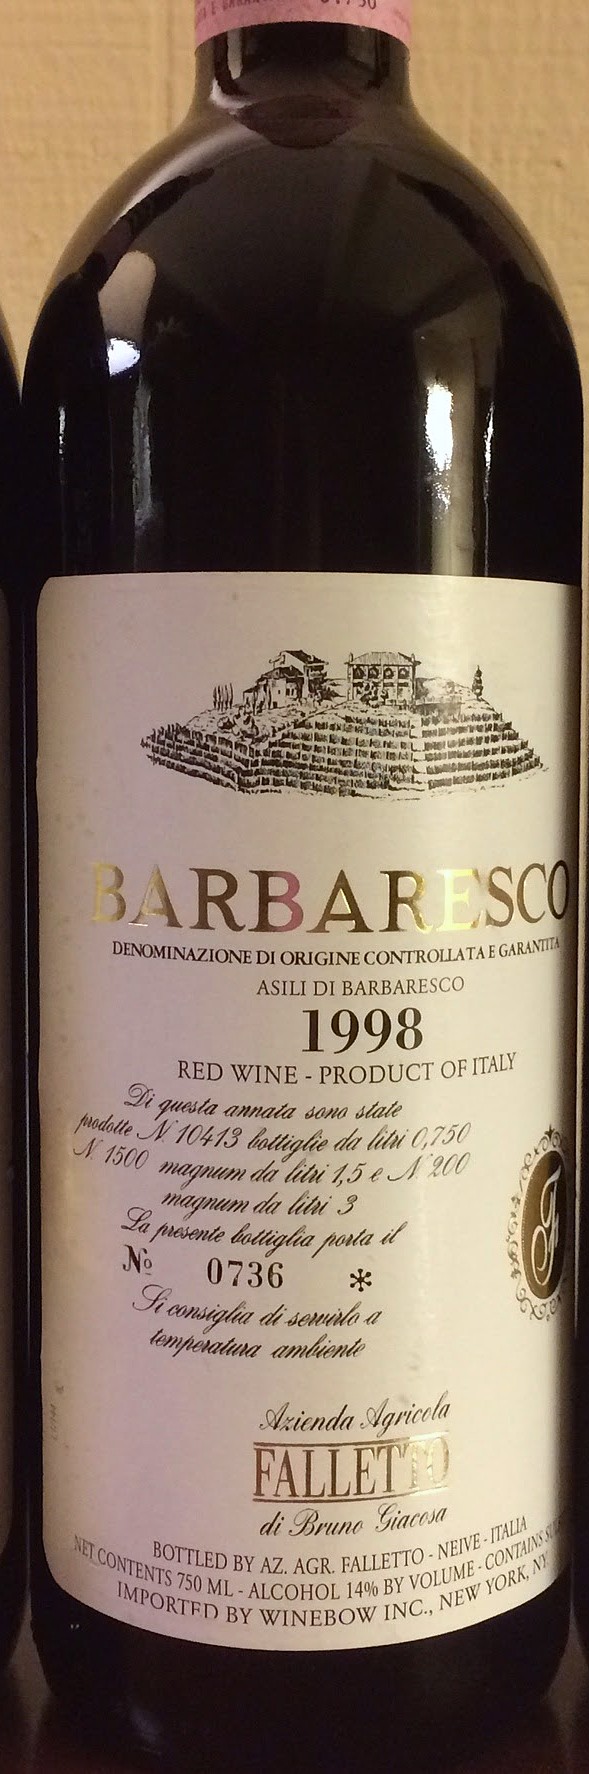 BARBARESCO
DENOMINAZIONE DI ORIGINE CONTROLLATA E GARANTITA
ASILI DI BARBARESCO
1998
RED WINE - PRODUCT OF ITALY
Di questa annata sono state
prodotte N. 10413 bottiglie da litri 0,750
N. 1500 magnum da litri 1,5 e N. 200
magnum da litri 3
La presente bottiglia porta il
Nº 0736 *
Si consiglia di servirlo a
temperatura ambiente
Azienda Agricola
FALLETTO
di Bruno Giacosa
BOTTLED BY AZ. AGR. FALLETTO - NEIVE - ITALIA
NET CONTENTS 750 ML - ALCOHOL 14% BY VOLUME - CONTAINS
IMPORTED BY WINEBOW INC., NEW YORK, NY